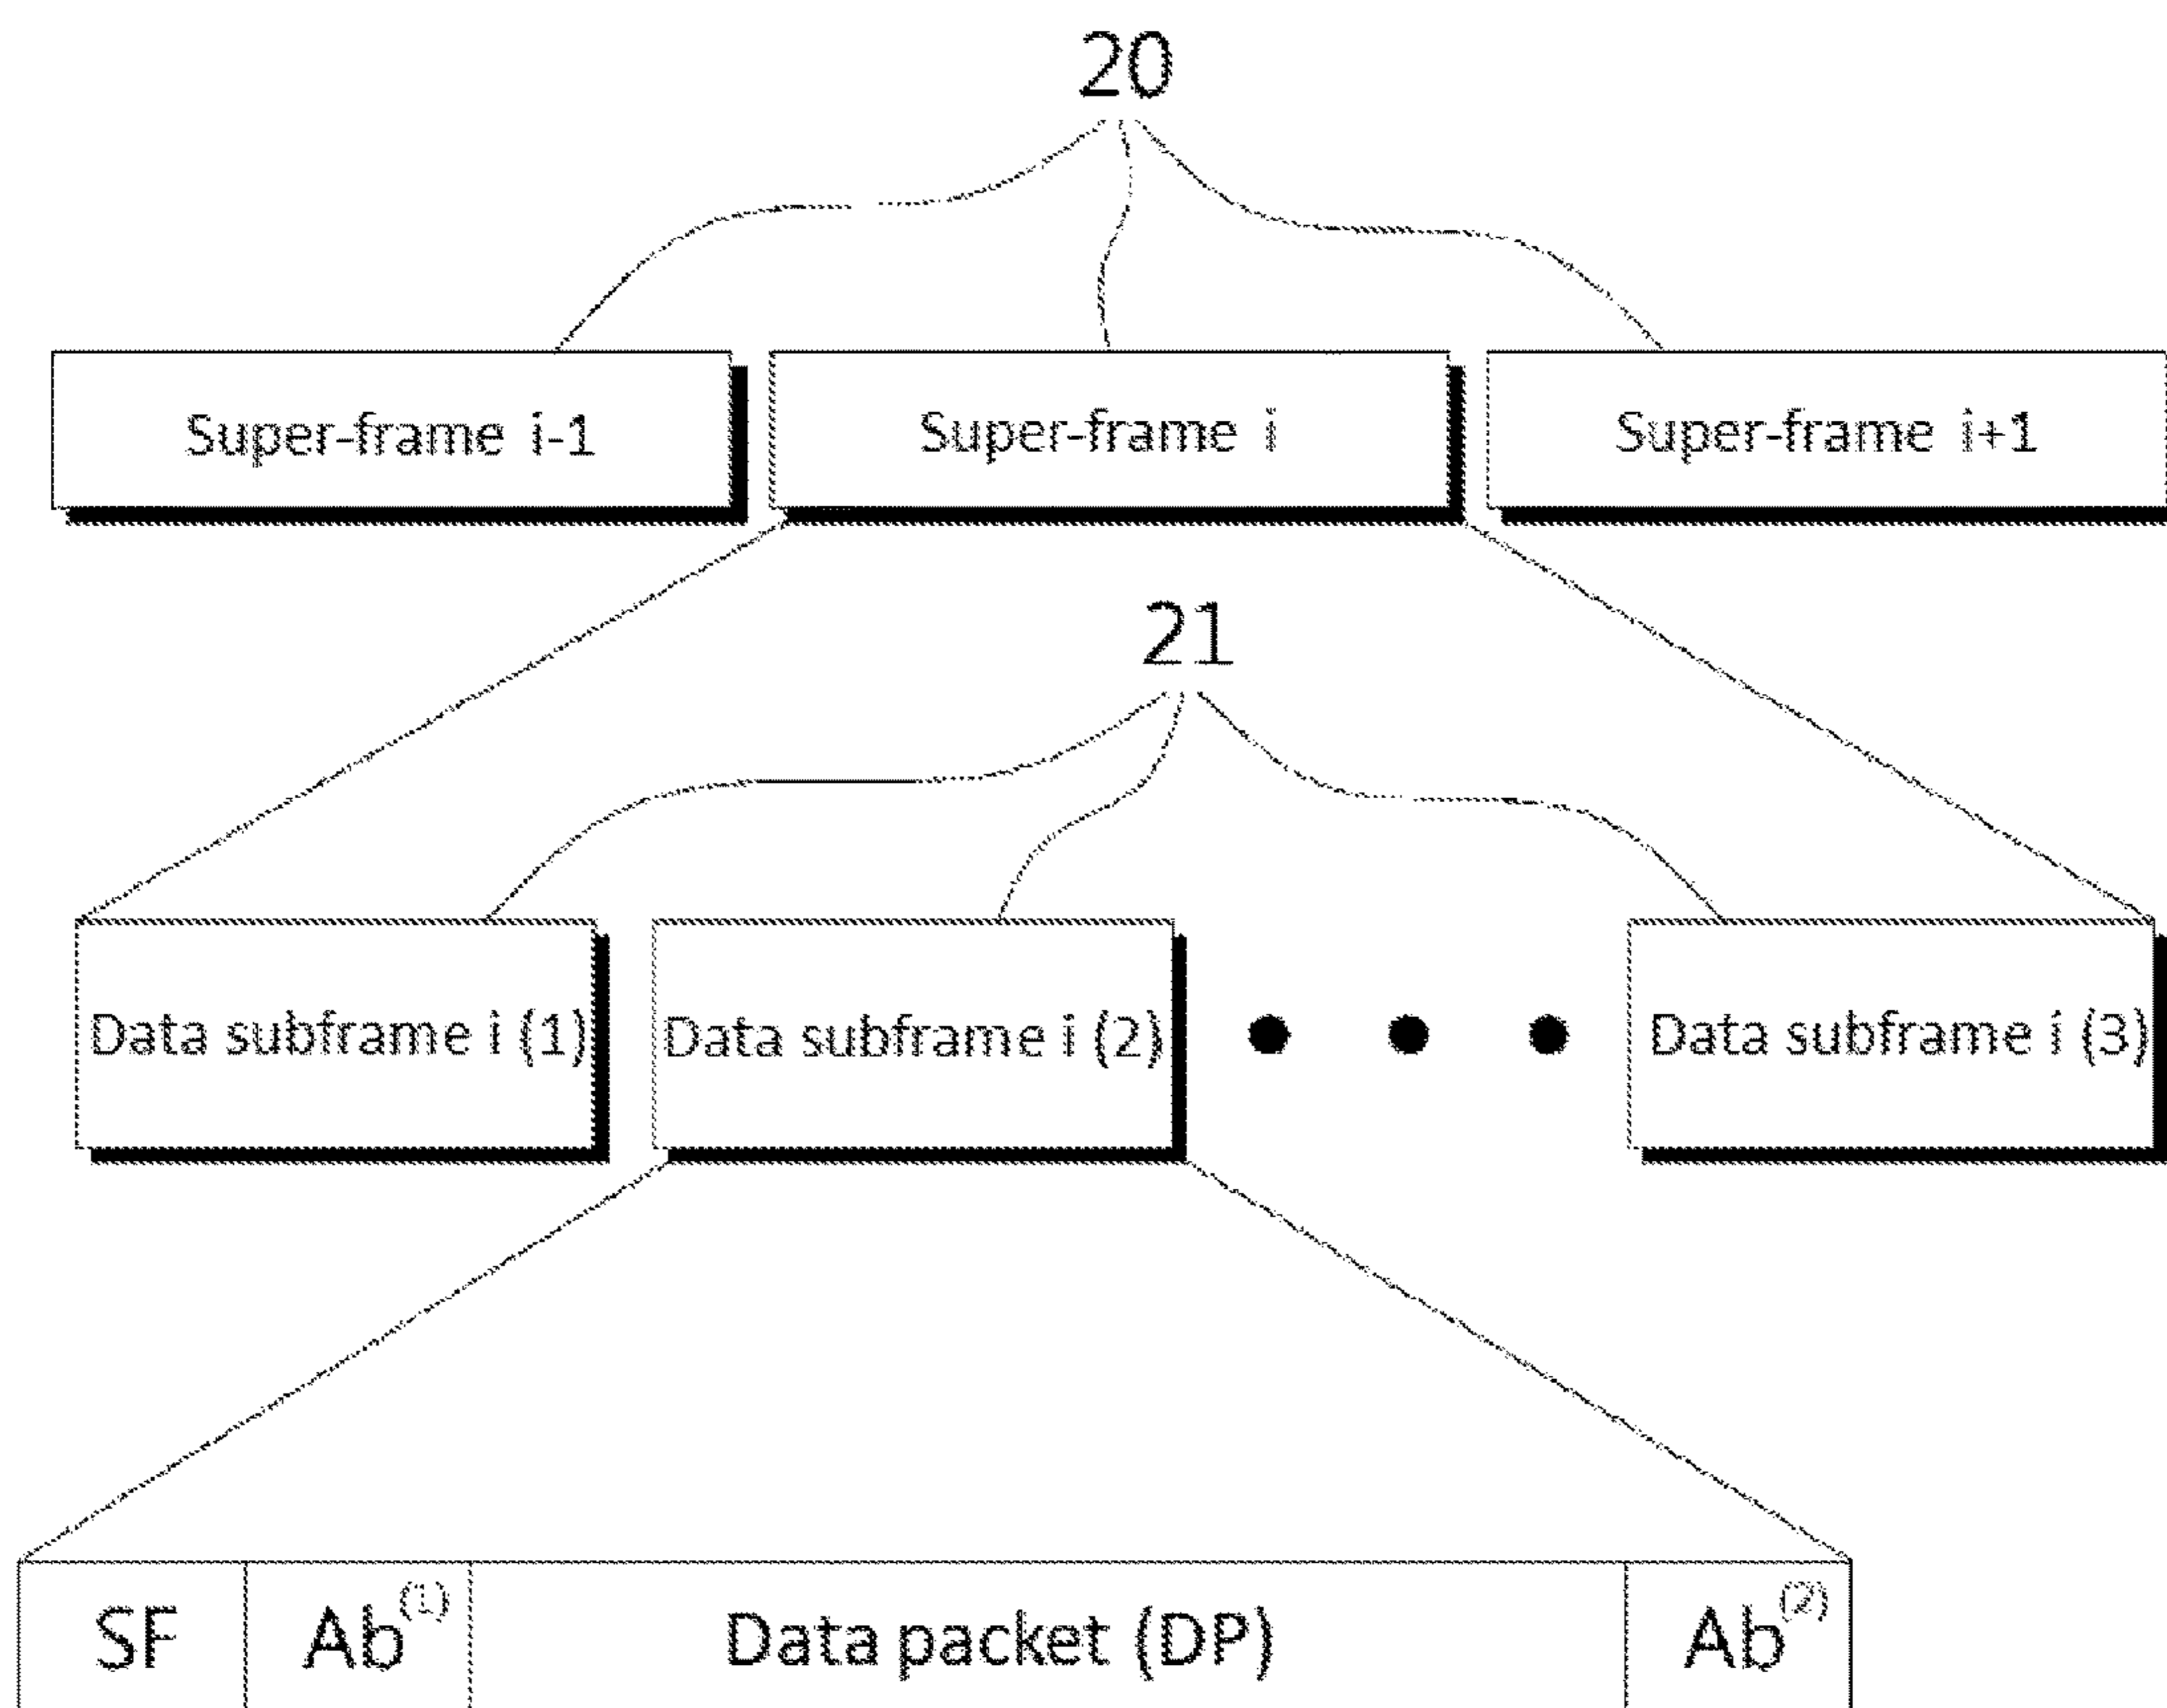 20
Super-frame i-1 Super-frame i Super-frame i+1
21
Data subframe i (1) Data subframe i (2) ● ● ● Data subframe i (3)
SF Ab(1) Data packet (DP) Ab(2)